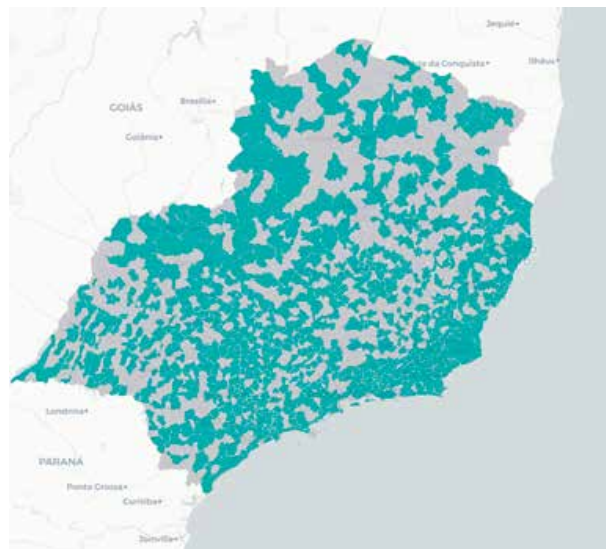 Jequié
da Conquista
Ilhéus
Brasília
GOIÁS
Goiânia
Londrina
PARANÁ
Ponta Grossa
Curitiba
Joinville